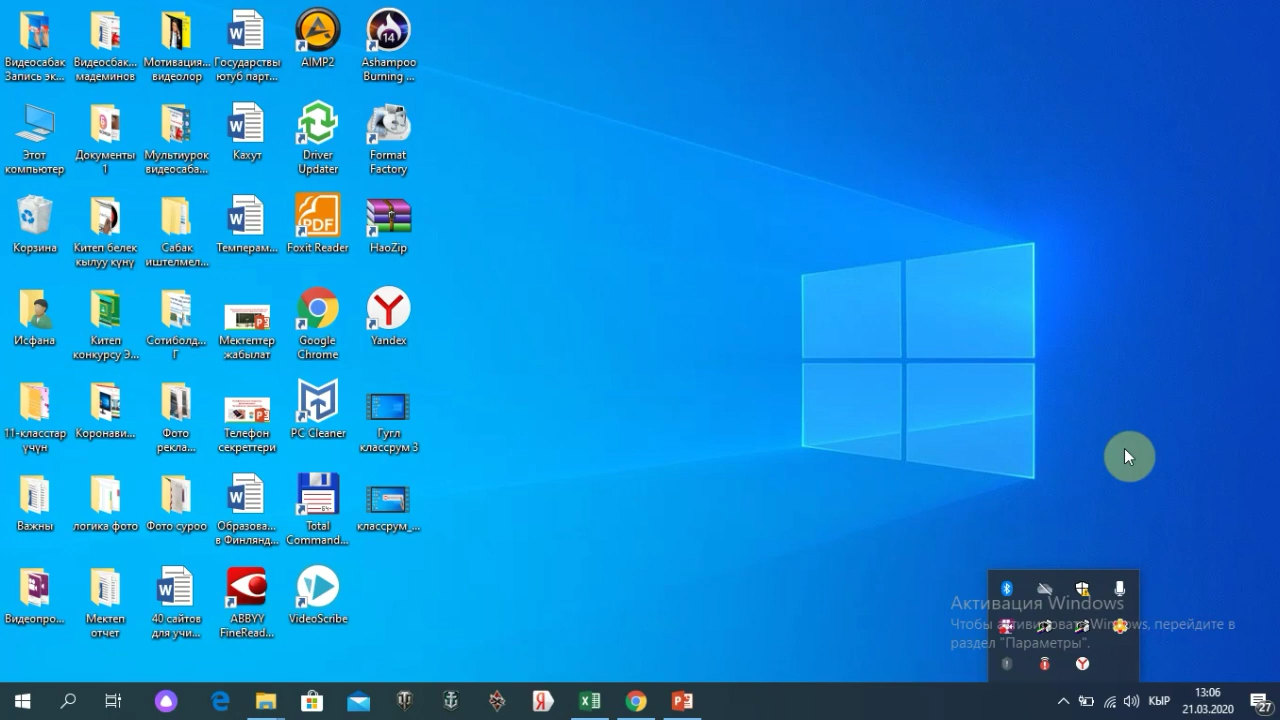 Видеосабак
Запись эк...
Видеосбак...
мадеминов
Мотивация...
видеолор
Государствы
ютуб парт...
AIMP2
Ashampoo
Burning ...
Этот
компьютер
Документы
1
Мультиурок
видеосаба...
Кахут
Driver
Updater
Format
Factory
Корзина
Китеп белек
кылуу күнү
Сабак
иштелмел...
Темперам...
Foxit Reader
HaoZip
Исфана
Китеп
конкурсу Э...
Сотиболд...
Г
Мектептер
жабылат
Google
Chrome
Yandex
11-класстар
үчүн
Коронави...
Фото
рекла...
Телефон
секреттери
PC Cleaner
Гугл
классрум 3
Важны
логика фото
Фото суроо
Образова...
в Финлянд...
Total
Command...
классрум_...
Видеопро...
Мектеп
отчет
40 сайтов
для учи...
ABBYY
FineRead...
VideoScribe
Активация Windows
Чтобы активировать Windows, перейдите в
раздел "Параметры".
КЫР
13:06
21.03.2020
27